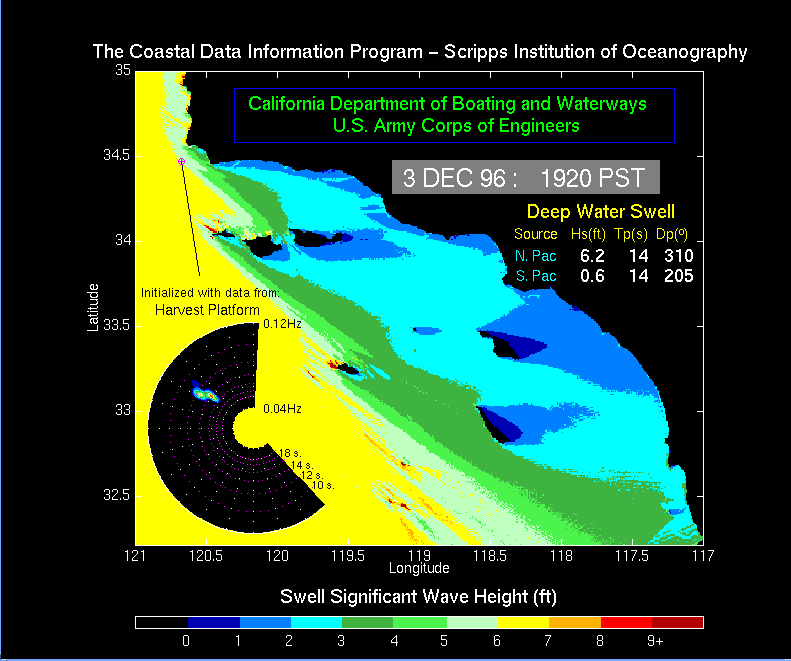 The Coastal Data Information Program – Scripps Institution of Oceanography
California Department of Boating and Waterways
U.S. Army Corps of Engineers
3 DEC 96 : 1920 PST
Deep Water Swell
Source Hs(ft) Tp(s) Dp(º)
N. Pac 6.2 14 310
S. Pac 0.6 14 205
Initialized with data from:
Harvest Platform
0.12Hz
0.04Hz
18 s.
14 s.
12 s.
10 s.
Latitude
35
34.5
34
33.5
33
32.5
121 120.5 120 119.5 119 118.5 118 117.5 117
Longitude
Swell Significant Wave Height (ft)
0 1 2 3 4 5 6 7 8 9+